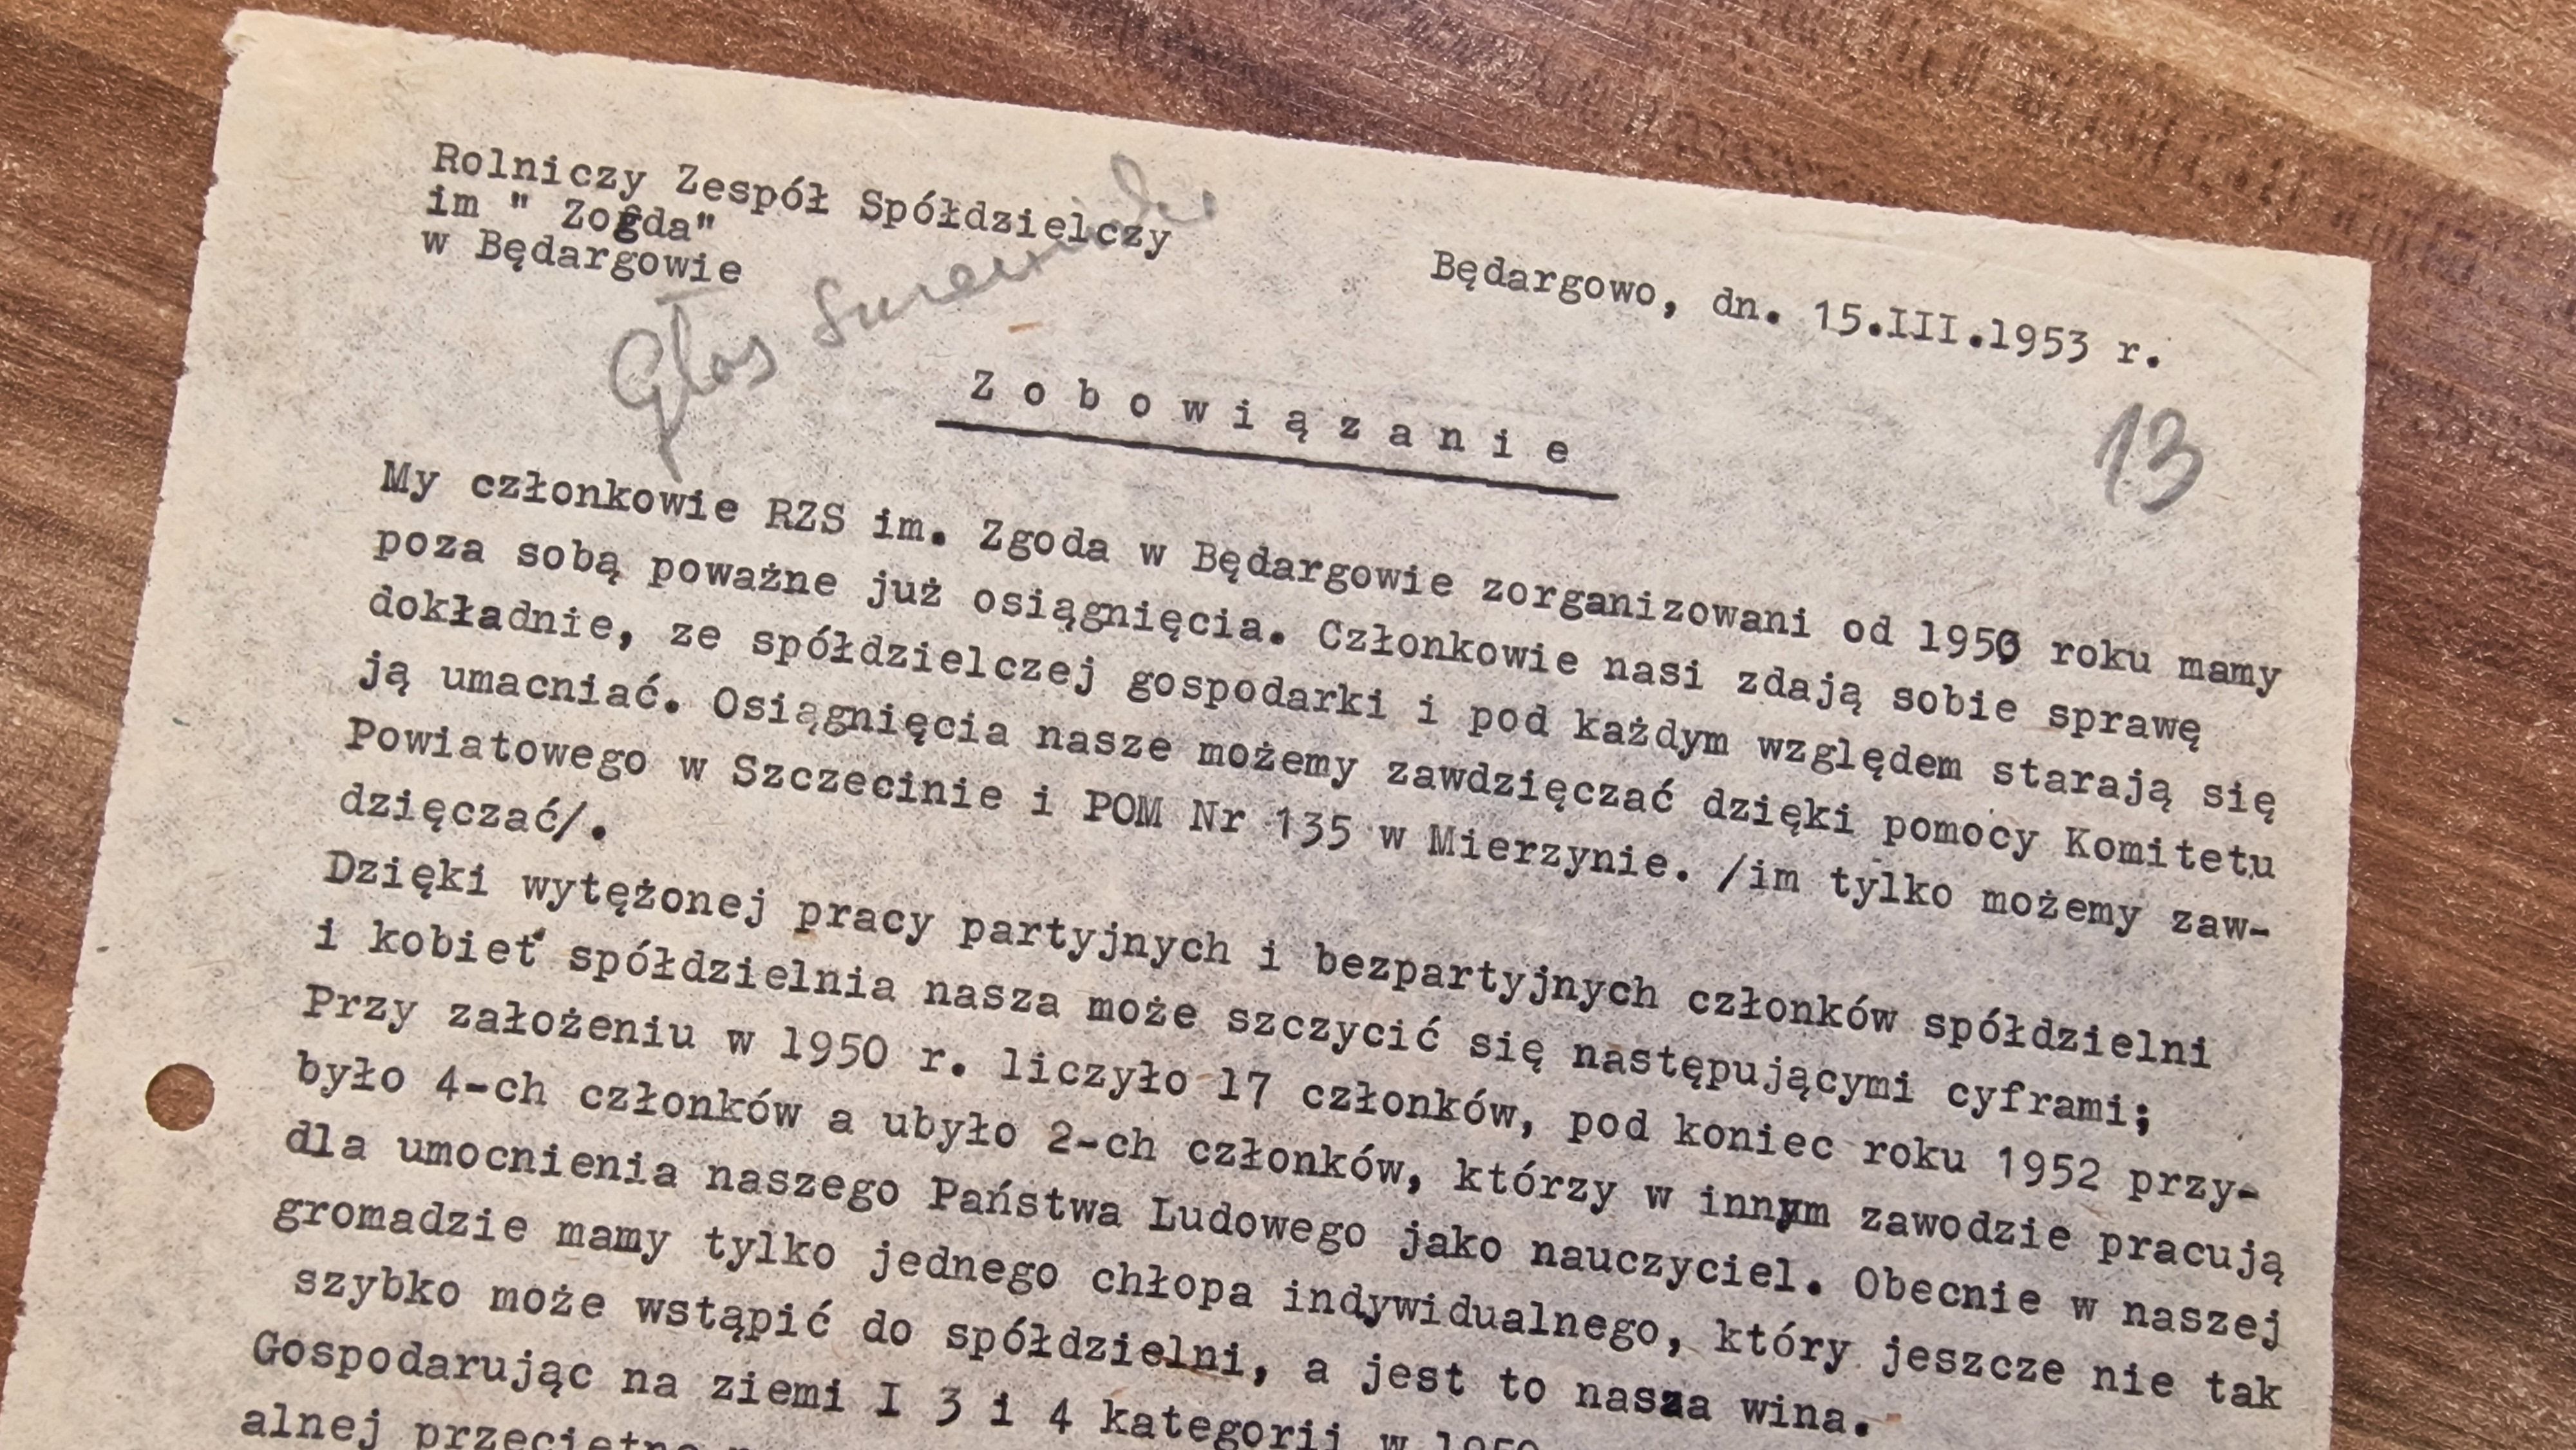 Rolniczy Zespół Spółdzielczy
im " Zogda"
w Będargowie
Głos
Będargowo, dn. 15.III.1953 r.
Z o b o w i ą z a n i e
13
My członkowie RZS im. Zgoda w Będargowie zorganizowani od 1950 roku mamy
poza sobą poważne już osiągnięcia. Członkowie nasi zdają sobie sprawę
dokładnie, ze spółdzielczej gospodarki i pod każdym względem starają się
ją umacniać. Osiągnięcia nasze możemy zawdzięczać dzięki pomocy Komitetu
Powiatowego w Szczecinie i POM Nr 135 w Mierzynie. /im tylko możemy zaw-
dzięczać/.
Dzięki wytężonej pracy partyjnych i bezpartyjnych członków spółdzielni
i kobiet spółdzielnia nasza może szczycić się następującymi cyframi;
Przy założeniu w 1950 r. liczyło 17 członków, pod koniec roku 1952 przy-
było 4-ch członków a ubyło 2-ch członków, którzy w innym zawodzie pracują
dla umocnienia naszego Państwa Ludowego jako nauczyciel. Obecnie w naszej
gromadzie mamy tylko jednego chłopa indywidualnego, który jeszcze nie tak
szybko może wstąpić do spółdzielni, a jest to nasza wina.
Gospodarując na ziemi I 3 i 4 kategorii w 1950
alnej przeciętne